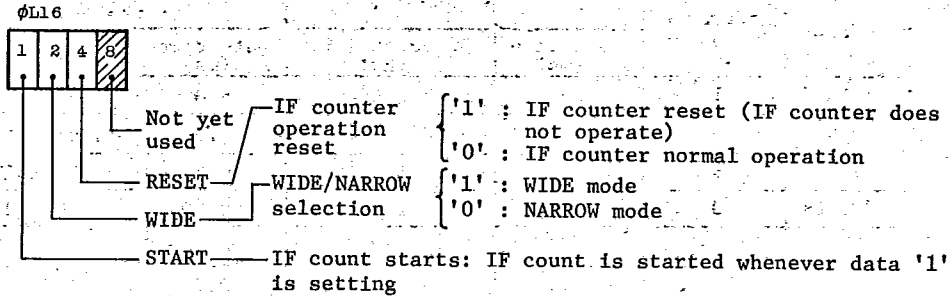 φL16
1 2 4 8
Not yet used
IF counter operation reset
'1' : IF counter reset (IF counter does not operate)
'0' : IF counter normal operation
RESET
WIDE/NARROW selection
'1' : WIDE mode
'0' : NARROW mode
WIDE
START
IF count starts: IF count is started whenever data '1' is setting